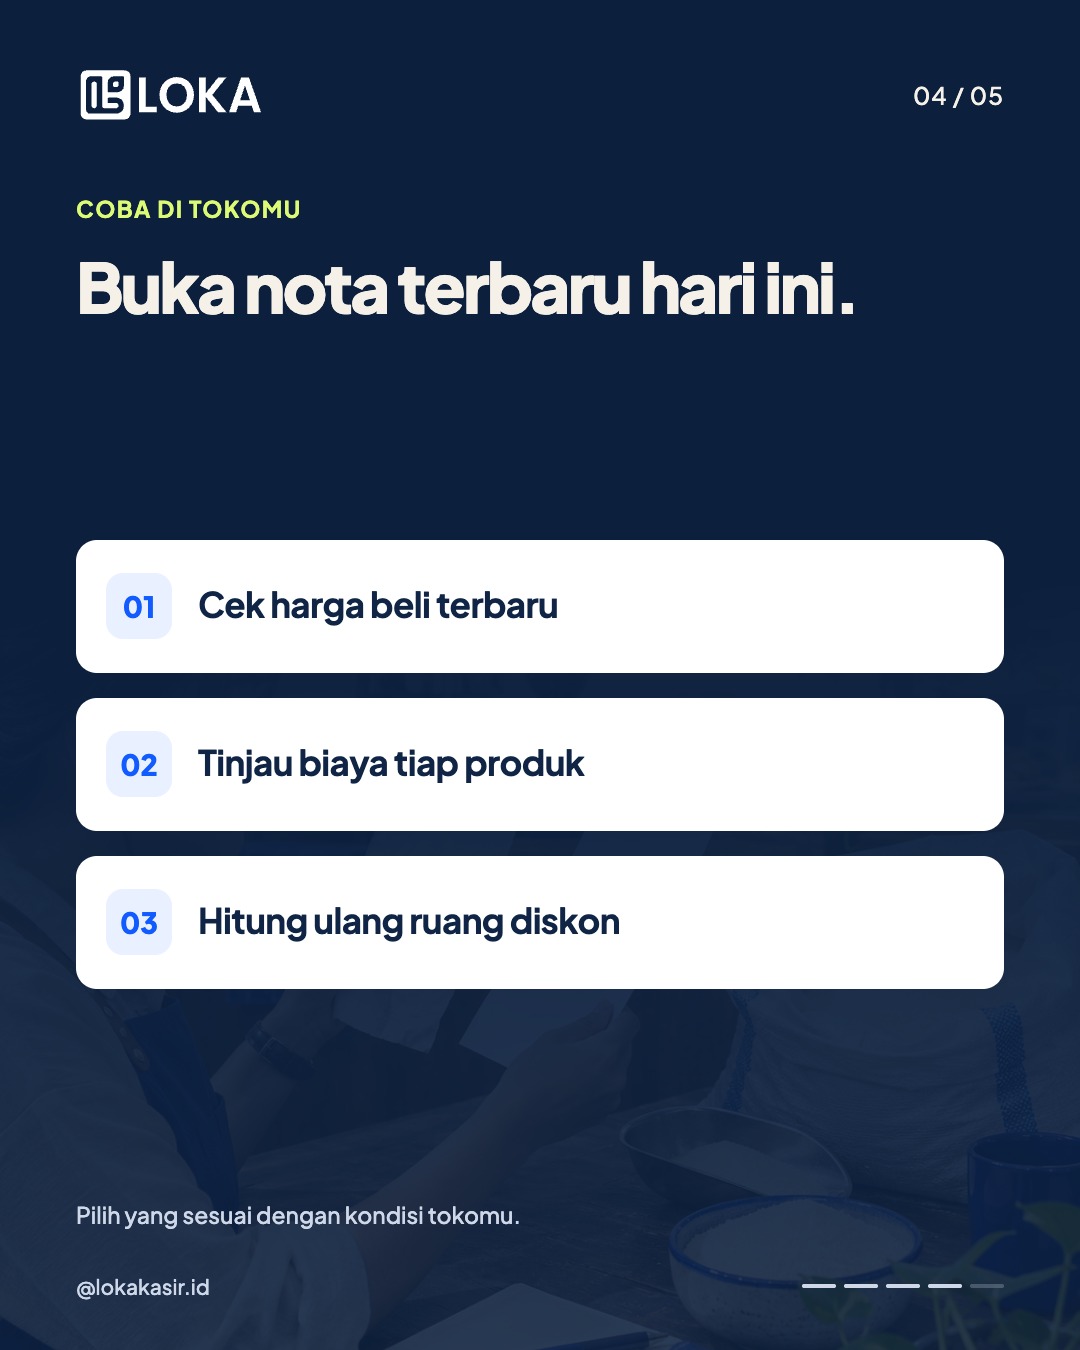 LOKA
04 / 05
COBA DI TOKOMU
Buka nota terbaru hari ini.
01 Cek harga beli terbaru
02 Tinjau biaya tiap produk
03 Hitung ulang ruang diskon
Pilih yang sesuai dengan kondisi tokomu.
@lokakasir.id